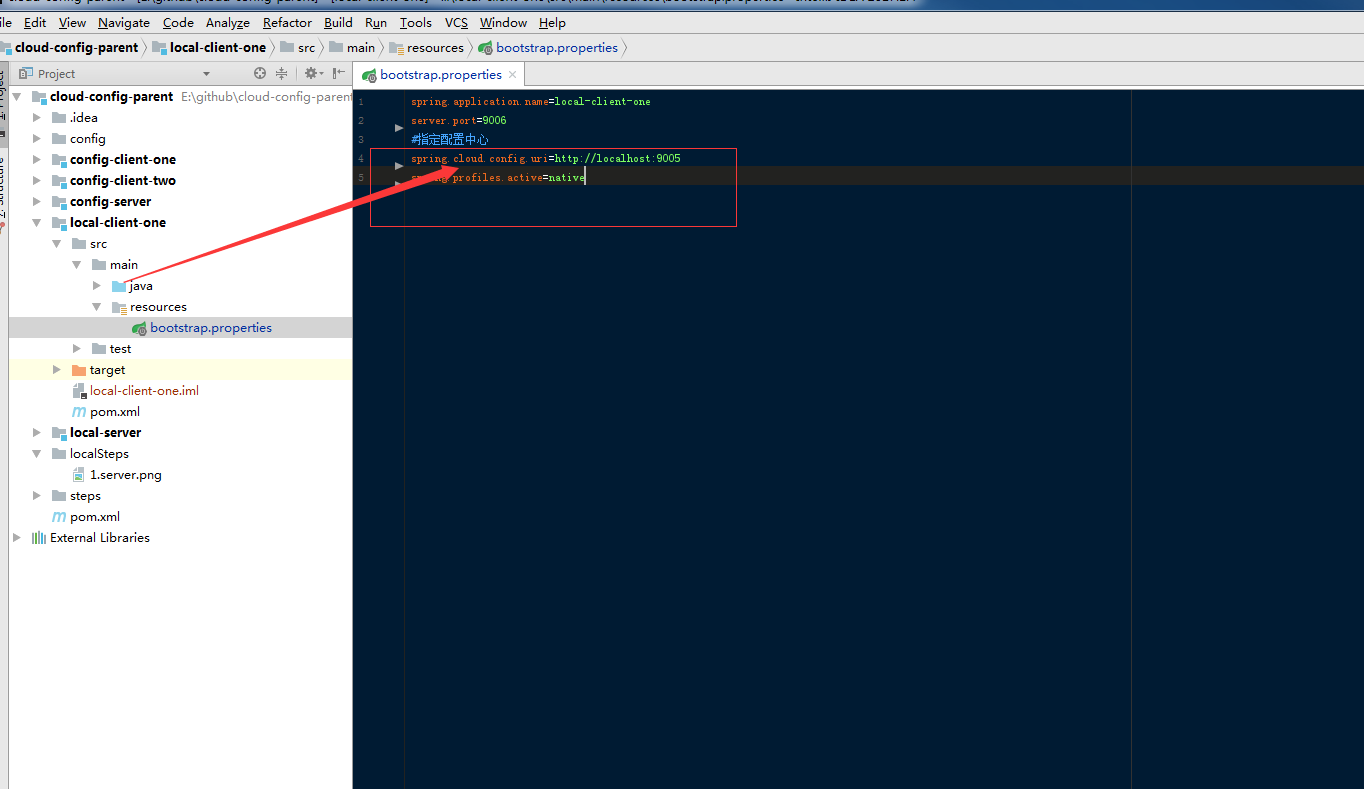 Edit View Navigate Code Analyze Refactor Build Run Tools VCS Window Help
cloud-config-parent local-client-one src main resources bootstrap.properties
Project
bootstrap.properties
cloud-config-parent E:\github\cloud-config-parent
.idea
config
config-client-one
config-client-two
config-server
local-client-one
src
main
java
resources
bootstrap.properties
test
target
local-client-one.iml
pom.xml
local-server
localSteps
1.server.png
steps
pom.xml
External Libraries
1 spring.application.name=local-client-one
2 server.port=9006
3 #指定配置中心
4 spring.cloud.config.uri=http://localhost:9005
5 spring.profiles.active=native